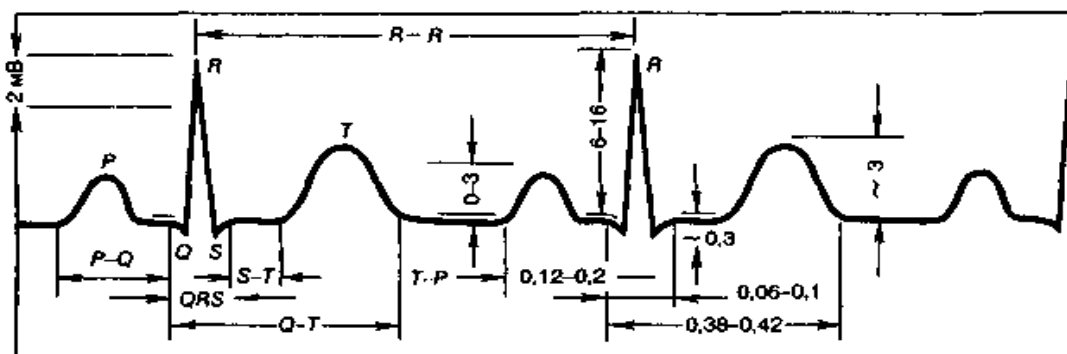 R–R
2 мВ
R
R
6–16
T
P
0–3
~ 3
Q
S
~ 0,3
P–Q
S–T
T–P
0,12–0,2
QRS
0,06–0,1
Q–T
0,38–0,42